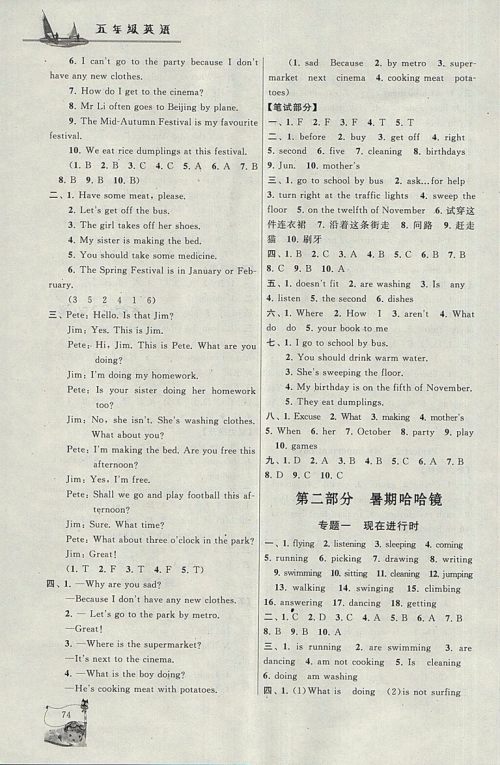 五年级英语
6. I can't go to the party because I don't
have any new clothes.
7. How do I get to the cinema?
8. Mr Li often goes to Beijing by plane.
9. The Mid-Autumn Festival is my favourite
festival.
10. We eat rice dumplings at this festival.
(1. B 2. B 3. C 4. C 5. A 6. A 7. B
8. B 9. B 10. B)
二、1. Have some meat, please.
2. Let's get off the bus.
3. The girl takes off her shoes.
4. My sister is making the bed.
5. You should take some medicine.
6. The Spring Festival is in January or Feb-
ruary.
(3 5 2 4 1 6)
三、Pete: Hello. Is that Jim?
Jim: Yes. This is Jim.
Pete: Hi, Jim. This is Pete. What are you
doing?
Jim: I'm doing my homework.
Pete: Is your sister doing her homework
too?
Jim: No, she isn't. She's washing clothes.
What about you?
Pete: I'm making the bed. Are you free this
afternoon?
Jim: Yes, I'm free.
Pete: Shall we go and play football this af-
ternoon?
Jim: Sure. What time?
Pete: What about three o'clock in the park?
Jim: Great!
(1. T 2. F 3. T 4. F 5. T)
四、1. —Why are you sad?
—Because I don't have any new clothes.
2. — Let's go to the park by metro.
—Great!
3. —Where is the supermarket?
—It's next to the cinema.
4. —What is the boy doing?
—He's cooking meat with potatoes.
74
(1. sad Because 2. by metro 3. super-
market next cinema 4. cooking meat pota-
toes)
【笔试部分】
一、1. F 2. F 3. F 4. T 5. T
二、1. before 2. buy 3. get off 4. right
5. second 6. five 7. cleaning 8. birthdays
9. Jun. 10. mother's
三、1. go to school by bus 2. ask...for help
3. turn right at the traffic lights 4. sweep the
floor 5. on the twelfth of November 6. 试穿这
件连衣裙 7. 沿着这条街走 8. 问路 9. 赶走
猫 10. 刷牙
四、1. B 2. C 3. A 4. B 5. C 6. B 7. B
8. C 9. B 10. A
五、1. doesn't fit 2. are washing 3. Is any
4. listen 5. the second 6. dishes
六、1. Where 2. How I 3. aren't 4. What
do do 5. your book to me
七、1. I go to school by bus.
2. You should drink warm water.
3. She's sweeping the floor.
4. My birthday is on the fifth of November.
5. They eat dumplings.
八、1. Excuse 2. What 3. making 4. mother's
5. When 6. her 7. October 8. party 9. play
10. games
九、1. D 2. A 3. B 4. C 5. C 6. A 7. B
8. D 9. C 10. D
第二部分 暑期哈哈镜
专题一 现在进行时
一、1. flying 2. listening 3. sleeping 4. coming
5. running 6. picking 7. drawing 8. writing
9. swimming 10. sitting 11. cleaning 12. jumping
13. walking 14. swinging 15. climbing
16. answering 17. dancing 18. getting
二、1. C 2. D 3. C 4. A 5. B 6. A 7. B
8. B 9. B 10. A
三、1. is running 2. are swimming 3. are
dancing 4. am not cooking 5. Is cleaning
6. doing am washing
四、1. (1)What is doing (2)is not surfing